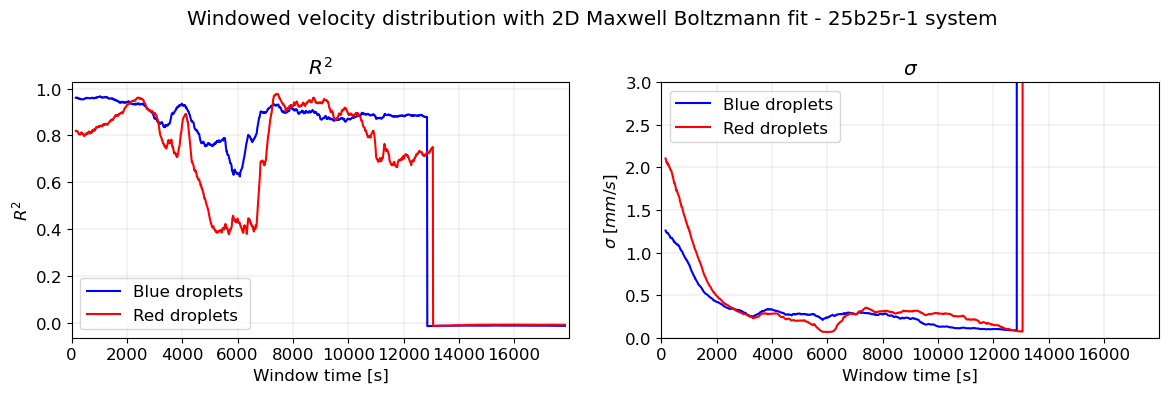 Windowed velocity distribution with 2D Maxwell Boltzmann fit - 25b25r-1 system
R²
1.0
0.8
0.6
0.4
0.2
0.0
R²
Blue droplets
Red droplets
0 2000 4000 6000 8000 10000 12000 14000 16000
Window time [s]
σ
3.0
2.5
2.0
1.5
1.0
0.5
0.0
σ [mm/s]
Blue droplets
Red droplets
0 2000 4000 6000 8000 10000 12000 14000 16000
Window time [s]